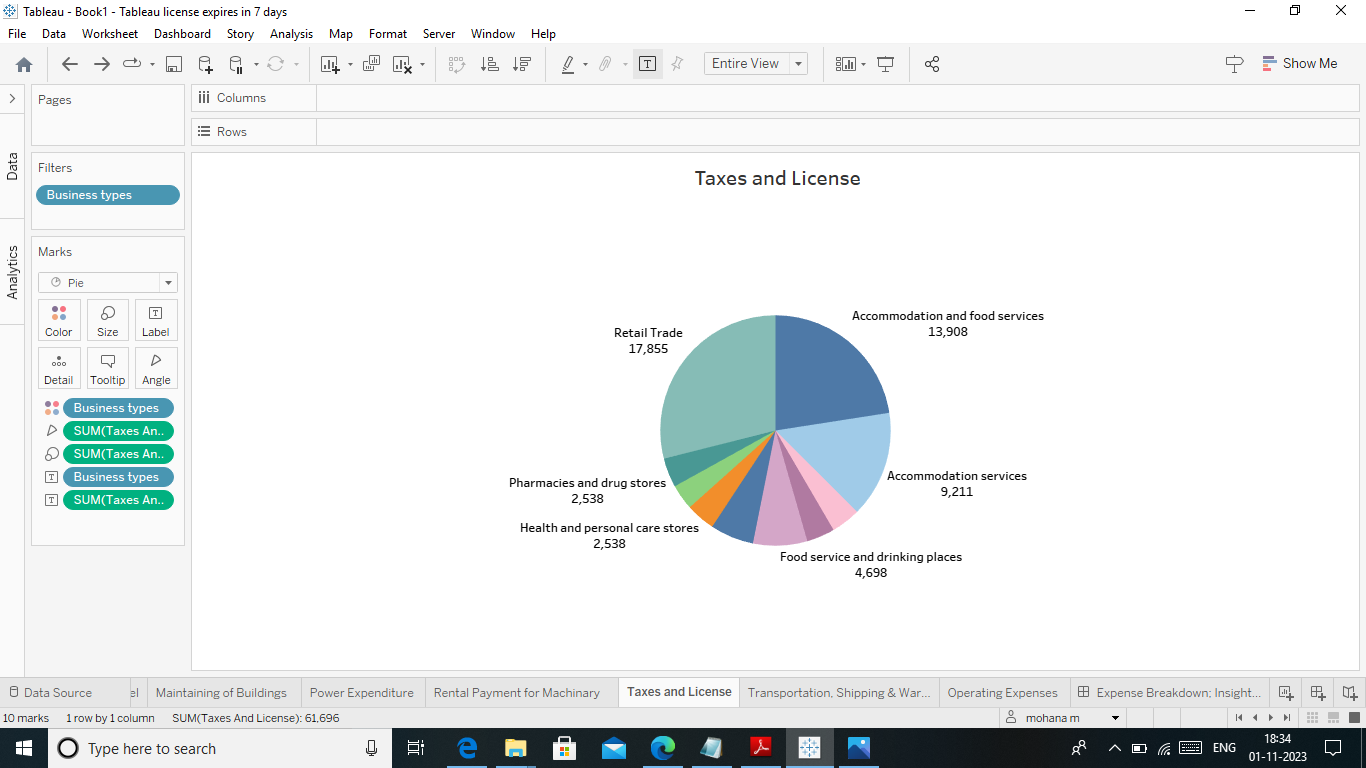 Tableau - Book1 - Tableau license expires in 7 days
File Data Worksheet Dashboard Story Analysis Map Format Server Window Help
Entire View
Show Me
Pages
Columns
Rows
Data
Analytics
Filters
Business types
Marks
Pie
Color Size Label
Detail Tooltip Angle
Business types
SUM(Taxes An..
SUM(Taxes An..
Business types
SUM(Taxes An..
Taxes and License
Accommodation and food services
13,908
Retail Trade
17,855
Accommodation services
9,211
Pharmacies and drug stores
2,538
Health and personal care stores
2,538
Food service and drinking places
4,698
Data Source el Maintaining of Buildings Power Expenditure Rental Payment for Machinary Taxes and License Transportation, Shipping & War... Operating Expenses Expense Breakdown; Insight...
10 marks 1 row by 1 column SUM(Taxes And License): 61,696 mohana m
Type here to search
ENG
18:34
01-11-2023